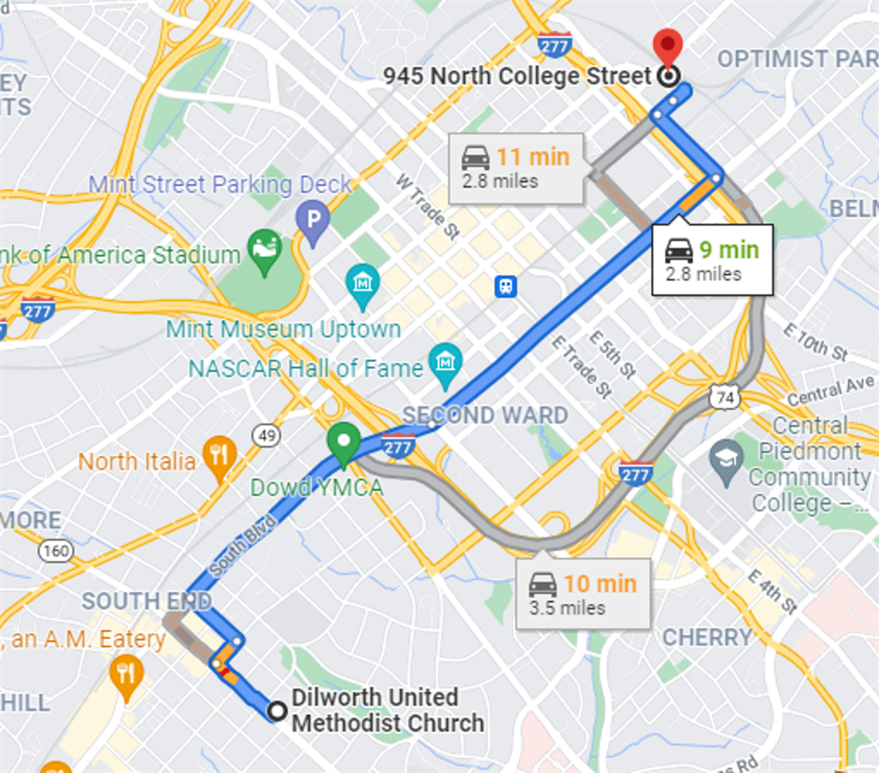 277
945 North College Street
OPTIMIST PAR
EY
NTS
11 min
2.8 miles
Mint Street Parking Deck
P
W Trade St
BELM
nk of America Stadium
9 min
2.8 miles
277
Mint Museum Uptown
E 10th St
E 5th St
E Trade St
NASCAR Hall of Fame
74
Central Ave
SECOND WARD
49
277
Central
Piedmont
Community
College –...
North Italia
277
Dowd YMCA
MORE
South Blvd
160
10 min
3.5 miles
E 4th St
SOUTH END
, an A.M. Eatery
CHERRY
HILL
Dilworth United
Methodist Church
s Rd